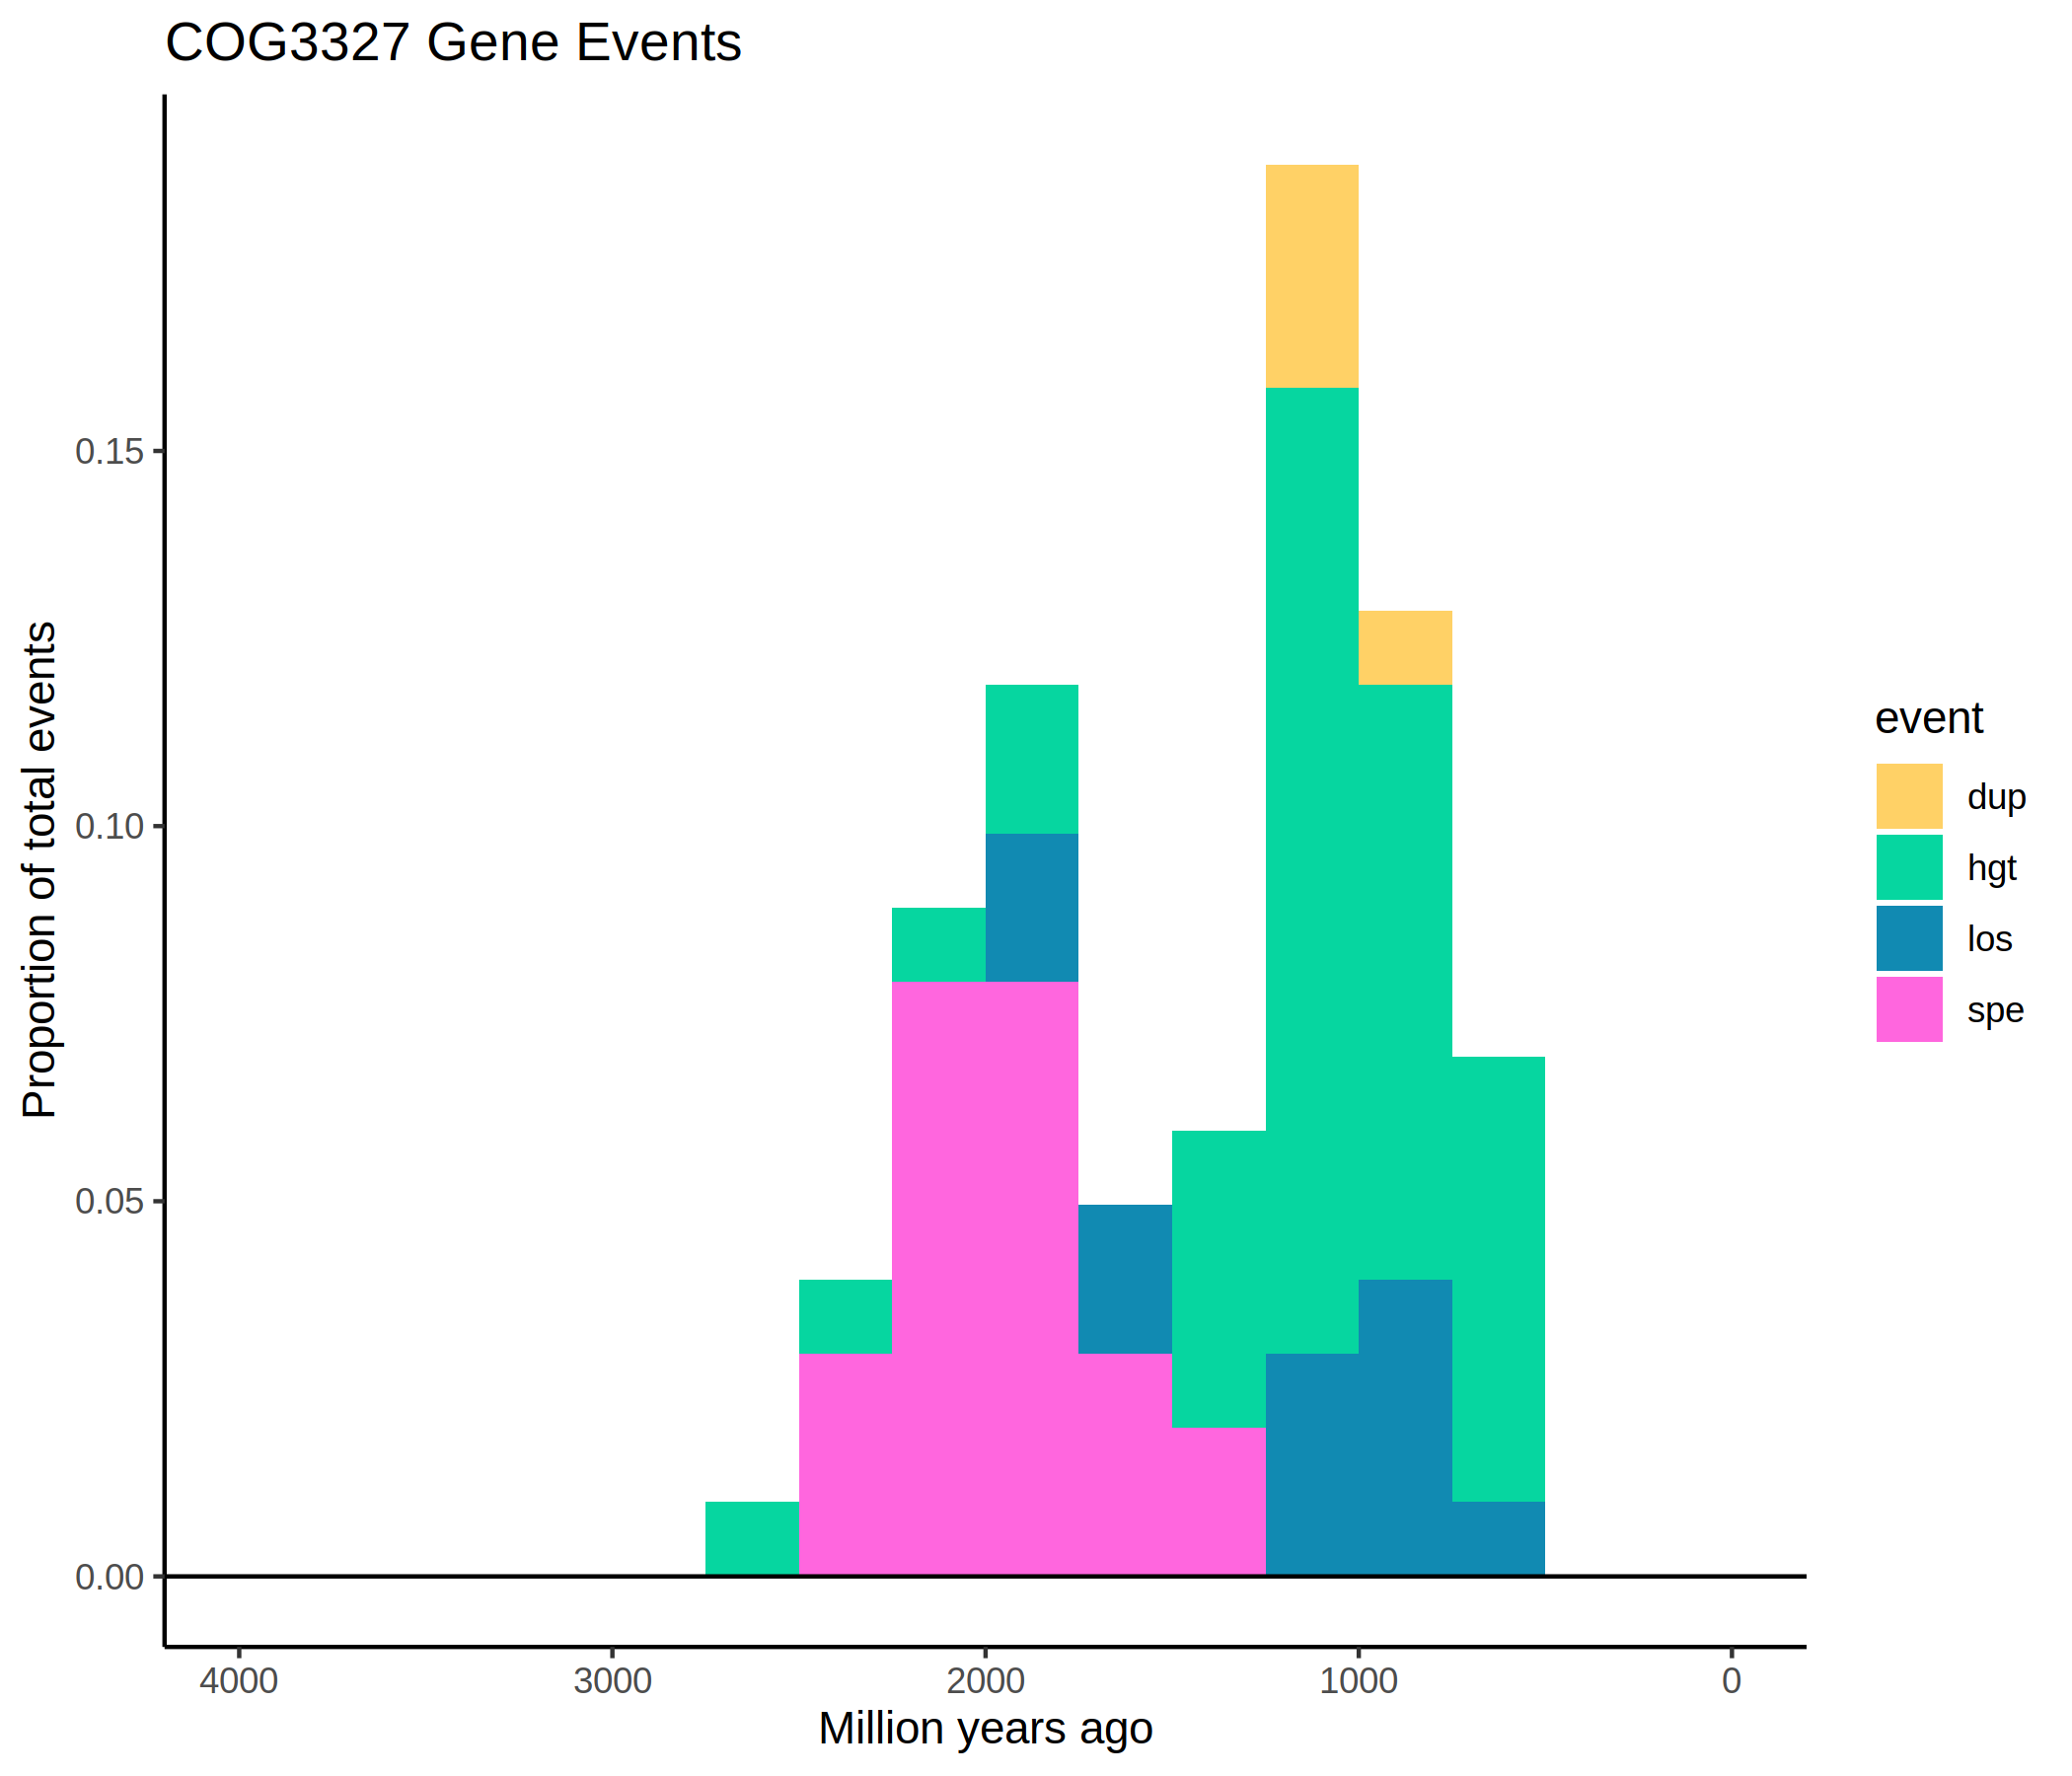 COG3327 Gene Events
Proportion of total events
0.15
0.10
0.05
0.00
4000 3000 2000 1000 0
Million years ago
event
dup
hgt
los
spe